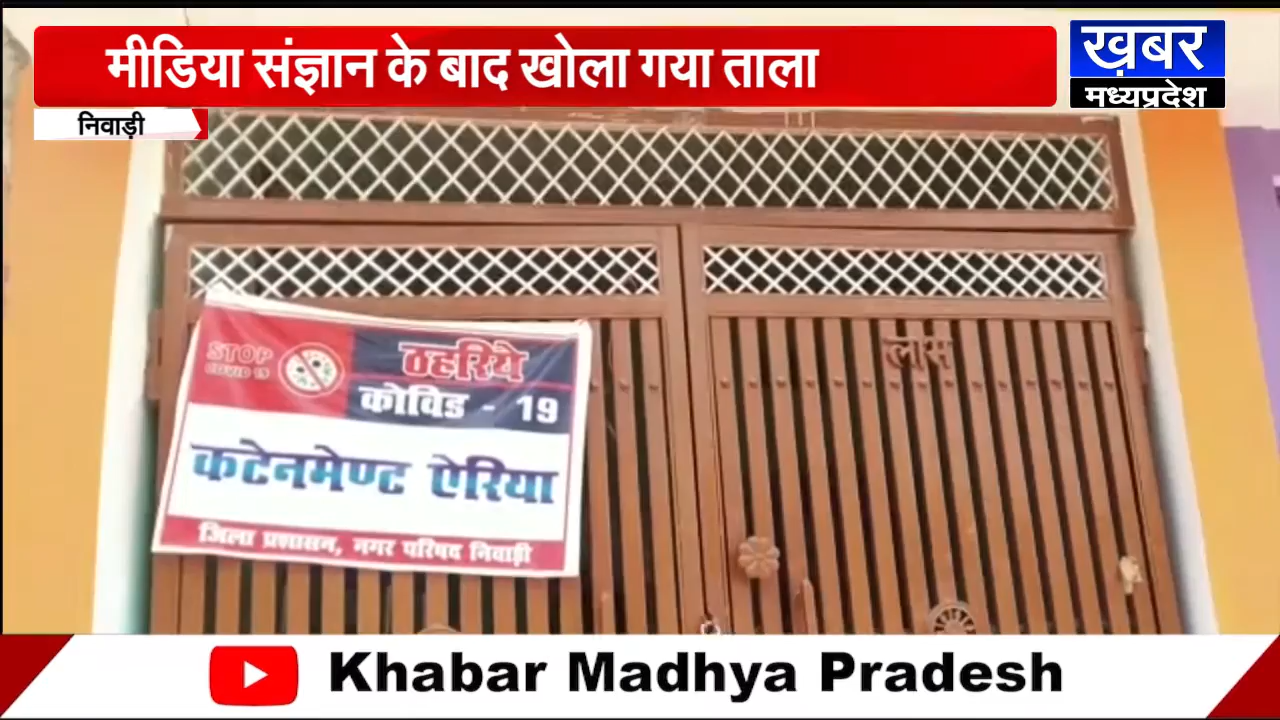 मीडिया संज्ञान के बाद खोला गया ताला
ख़बर
मध्यप्रदेश
निवाड़ी
STOP
COVID 19
ठहरिये
कोविड - 19
कटेनमेण्ट ऐरिया
जिला प्रशासन, नगर परिषद निवाड़ी
Khabar Madhya Pradesh